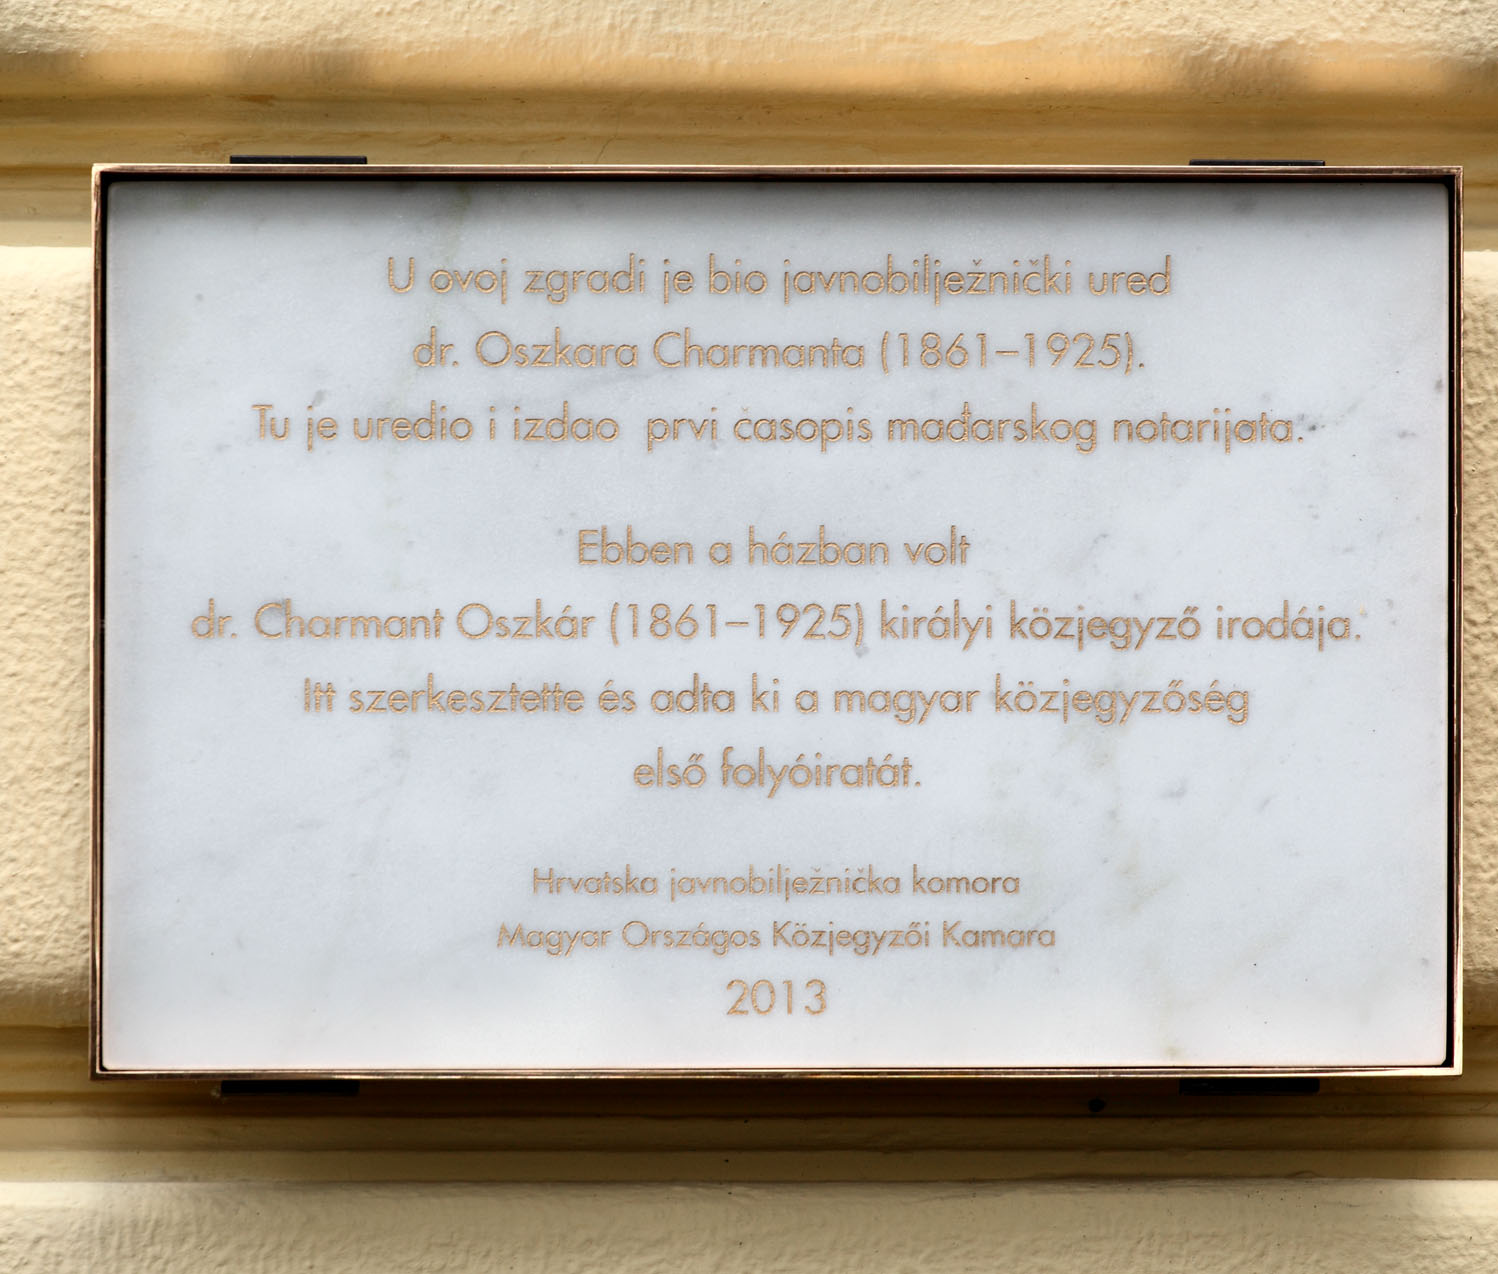 U ovoj zgradi je bio javnobilježnički ured
dr. Oszkara Charmanta (1861–1925).
Tu je uredio i izdao prvi časopis mađarskog notarijata.
Ebben a házban volt
dr. Charmant Oszkár (1861–1925) királyi közjegyző irodája.
Itt szerkesztette és adta ki a magyar közjegyzőség
első folyóiratát.
Hrvatska javnobilježnička komora
Magyar Országos Közjegyzői Kamara
2013